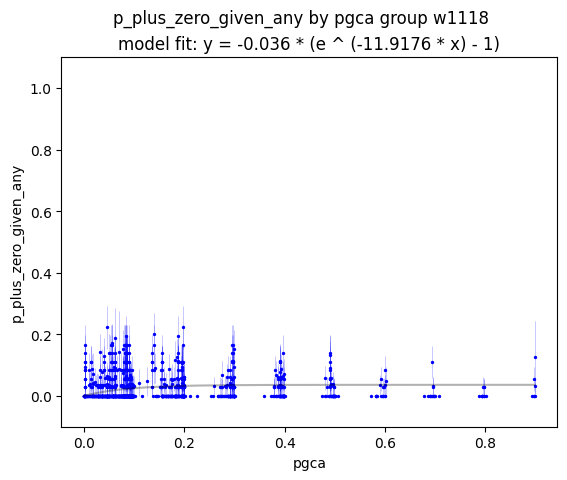 p_plus_zero_given_any by pgca group w1118
model fit: y = -0.036 * (e ^ (-11.9176 * x) - 1)
1.0
0.8
0.6
0.4
0.2
0.0
p_plus_zero_given_any
0.0 0.2 0.4 0.6 0.8
pgca